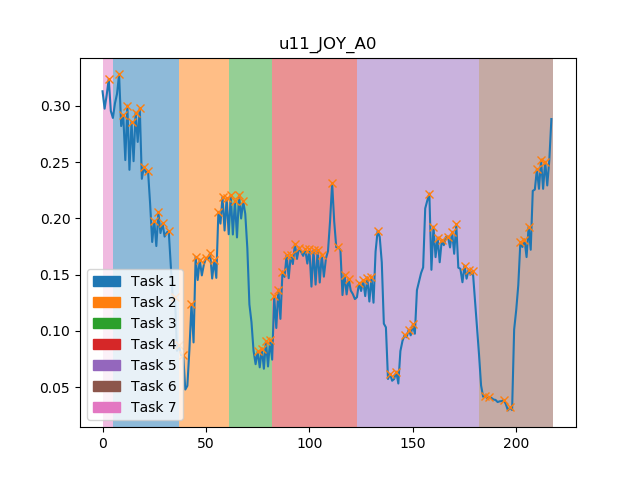 u11_JOY_A0
0.30
0.25
0.20
0.15
0.10
0.05
Task 1
Task 2
Task 3
Task 4
Task 5
Task 6
Task 7
0 50 100 150 200